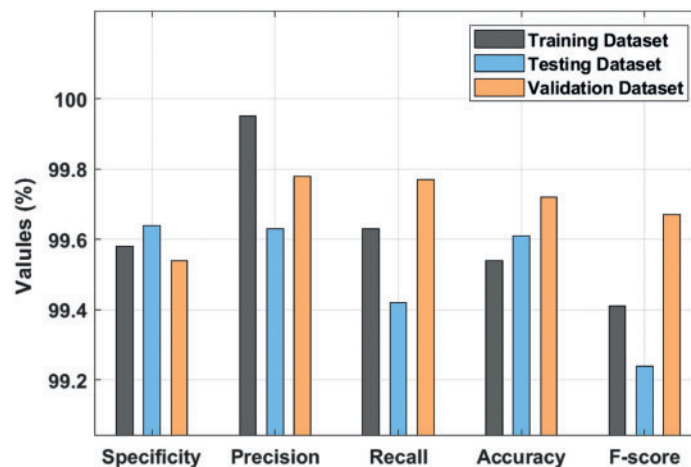 Training Dataset
Testing Dataset
Validation Dataset
100
99.8
99.6
99.4
99.2
Valules (%)
Specificity Precision Recall Accuracy F-score